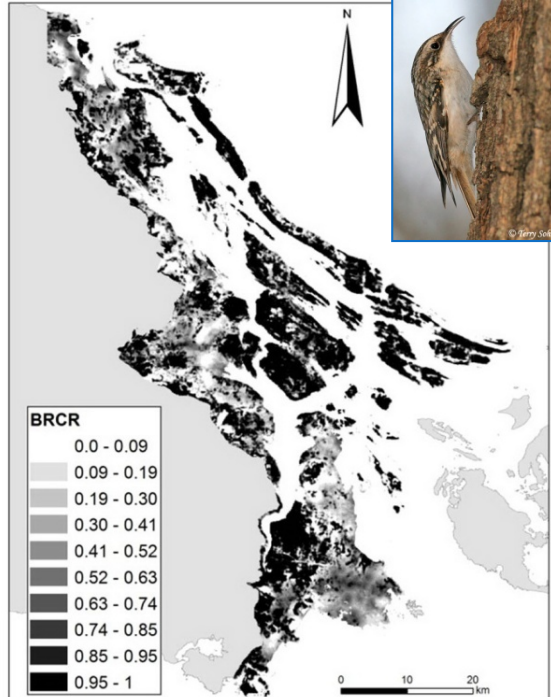 N
© Terry Soh
BRCR
0.0 - 0.09
0.09 - 0.19
0.19 - 0.30
0.30 - 0.41
0.41 - 0.52
0.52 - 0.63
0.63 - 0.74
0.74 - 0.85
0.85 - 0.95
0.95 - 1
0 10 20
km